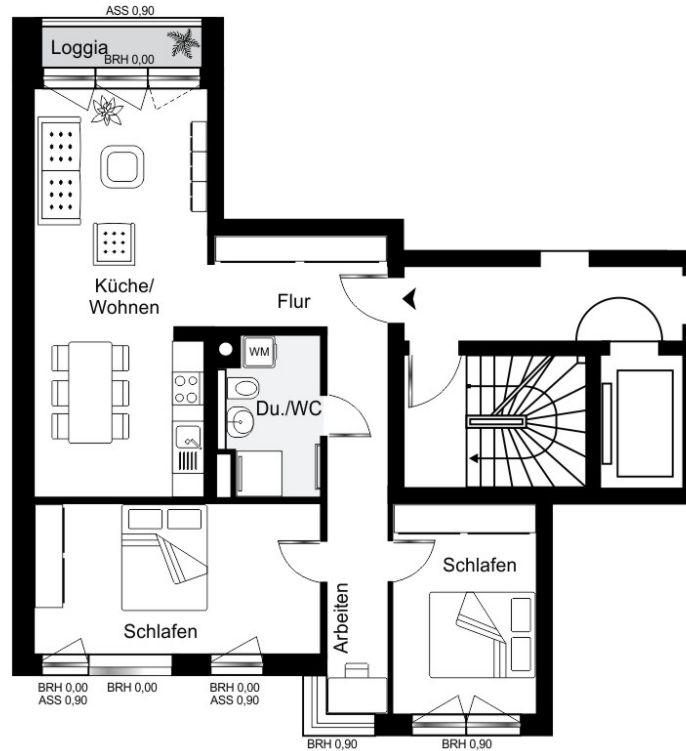 ASS 0,90
Loggia
BRH 0,00
Küche/
Wohnen
Flur
WM
Du./WC
Schlafen
Arbeiten
Schlafen
BRH 0,00
ASS 0,90
BRH 0,00
BRH 0,00
ASS 0,90
BRH 0,90
BRH 0,90